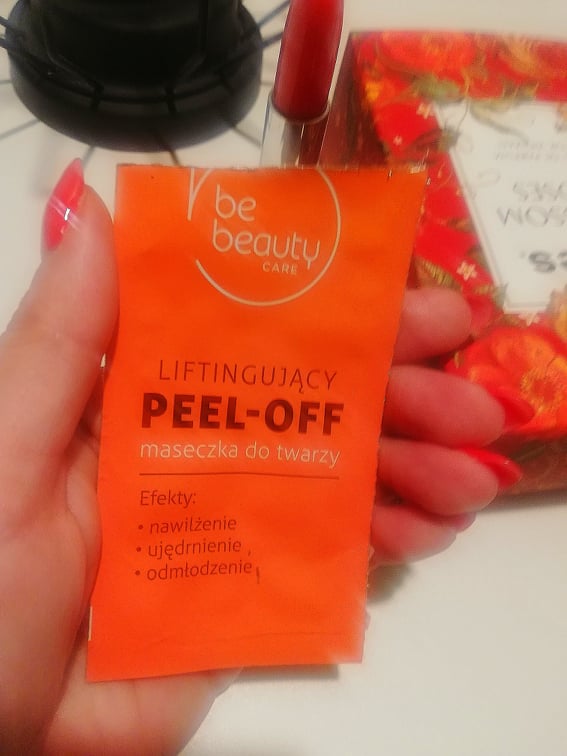 be
beauty
CARE
LIFTINGUJĄCY
PEEL-OFF
maseczka do twarzy
Efekty:
• nawilżenie
• ujędrnienie
• odmłodzenie